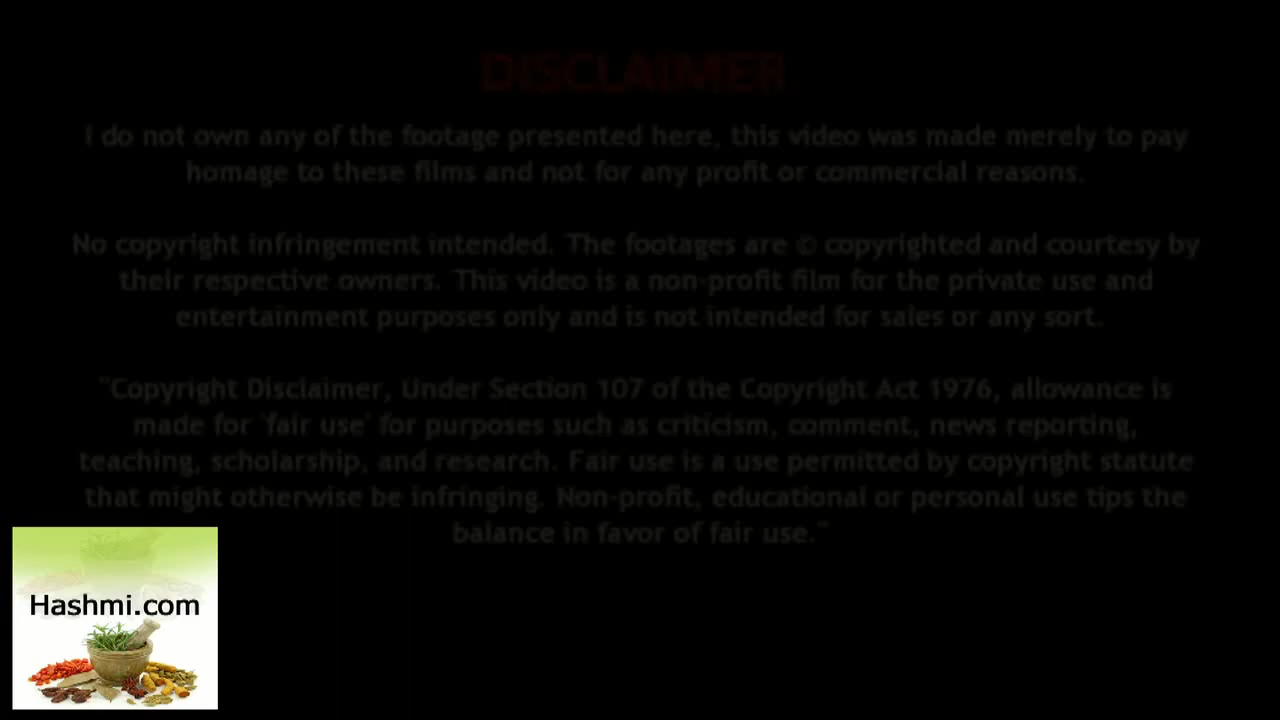 DISCLAIMER
I do not own any of the footage presented here, this video was made merely to pay
homage to these films and not for any profit or commercial reasons.
No copyright infringement intended. The footages are © copyrighted and courtesy by
their respective owners. This video is a non-profit film for the private use and
entertainment purposes only and is not intended for sales or any sort.
"Copyright Disclaimer, Under Section 107 of the Copyright Act 1976, allowance is
made for 'fair use' for purposes such as criticism, comment, news reporting,
teaching, scholarship, and research. Fair use is a use permitted by copyright statute
that might otherwise be infringing. Non-profit, educational or personal use tips the
balance in favor of fair use."
Hashmi.com